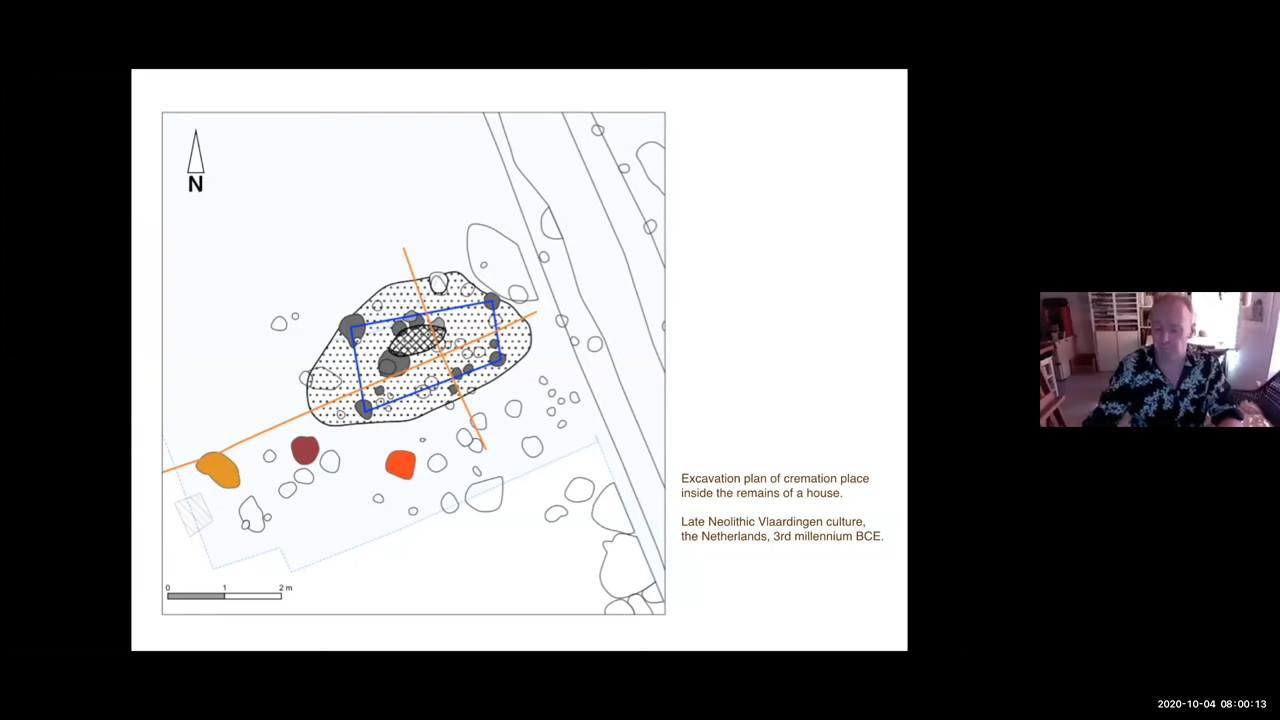 N
Excavation plan of cremation place
inside the remains of a house.
Late Neolithic Vlaardingen culture,
the Netherlands, 3rd millennium BCE.
0 1 2 m
2020-10-04 08:00:13